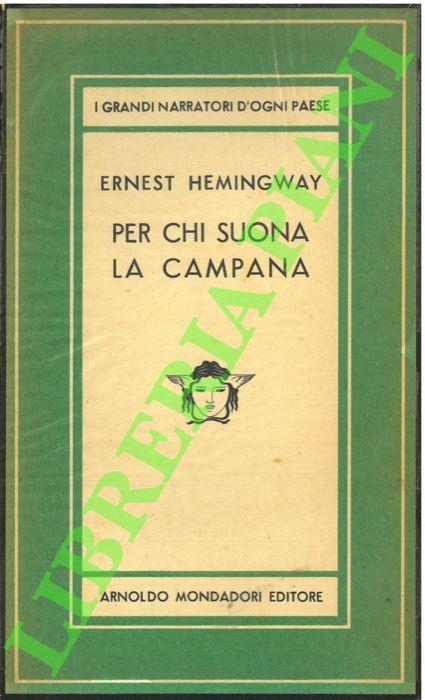 I GRANDI NARRATORI D'OGNI PAESE
ERNEST HEMINGWAY
PER CHI SUONA
LA CAMPANA
ARNOLDO MONDADORI EDITORE
LIBRERIA PIANI